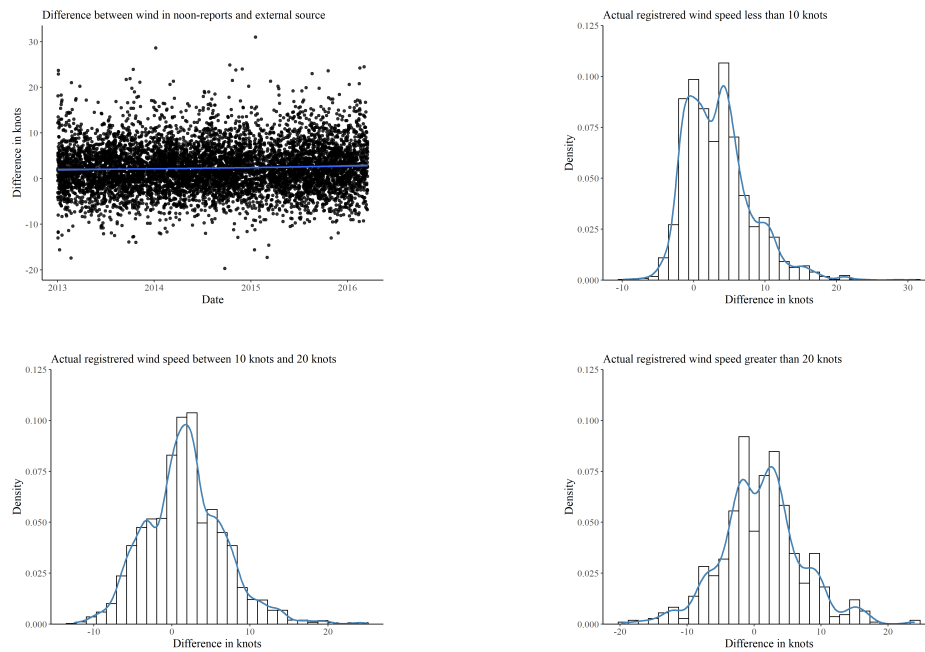 Difference between wind in noon-reports and external source
30
20
10
0
-10
-20
Difference in knots
2013 2014 2015 2016
Date
Actual registrered wind speed less than 10 knots
0.125
0.100
0.075
0.050
0.025
0.000
Density
-10 0 10 20 30
Difference in knots
Actual registrered wind speed between 10 knots and 20 knots
0.125
0.100
0.075
0.050
0.025
0.000
Density
-10 0 10 20
Difference in knots
Actual registrered wind speed greater than 20 knots
0.125
0.100
0.075
0.050
0.025
0.000
Density
-20 -10 0 10 20
Difference in knots